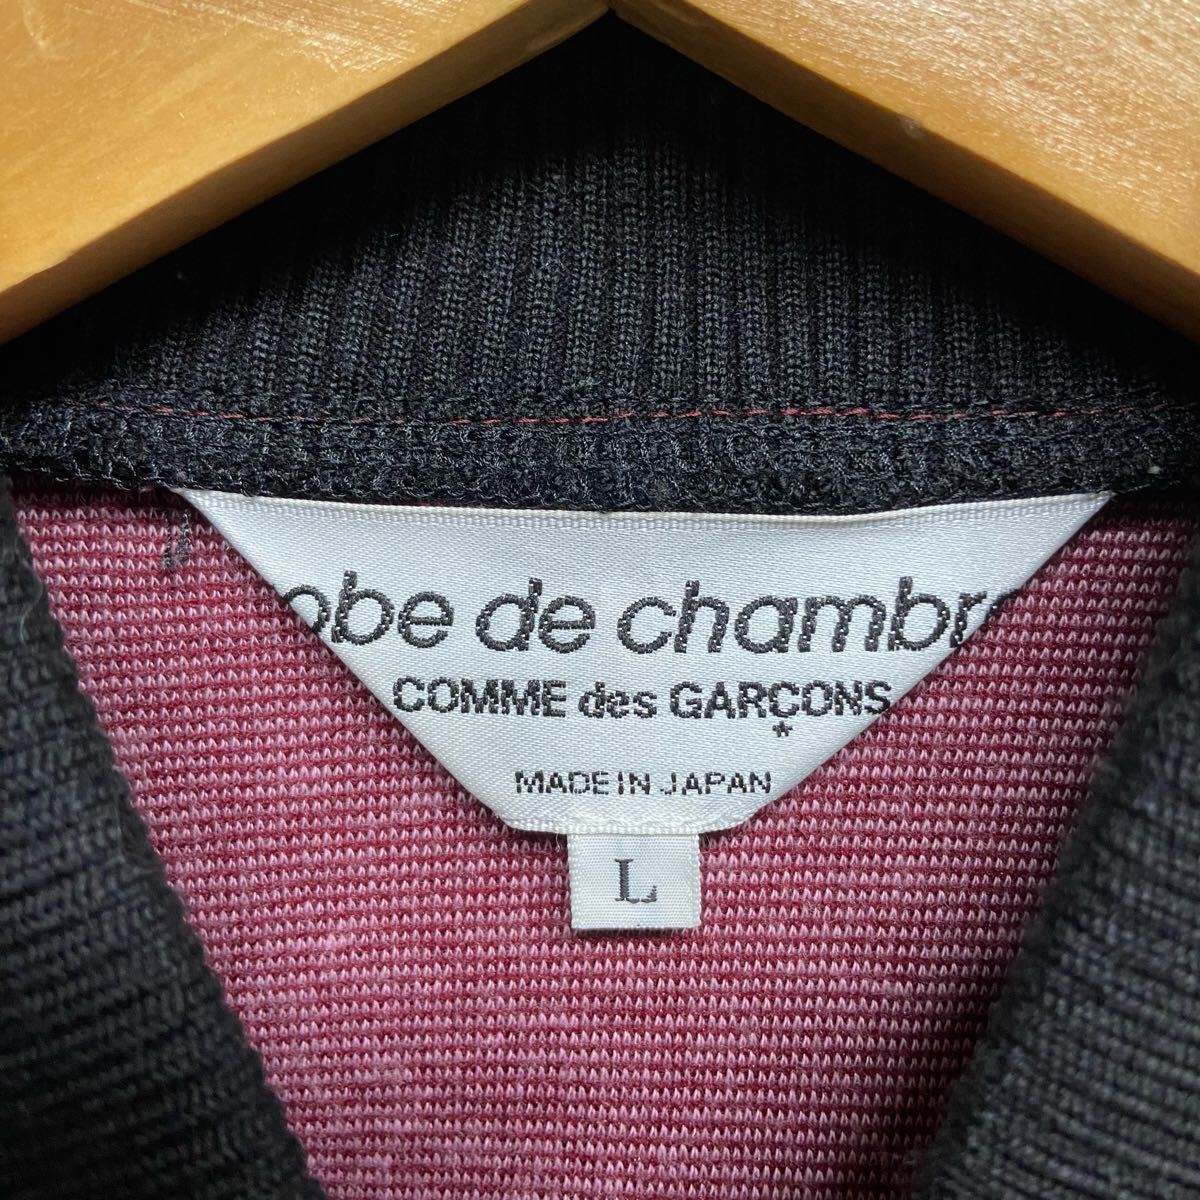 obe de chambr
COMME des GARÇONS
*
MADE IN JAPAN
L